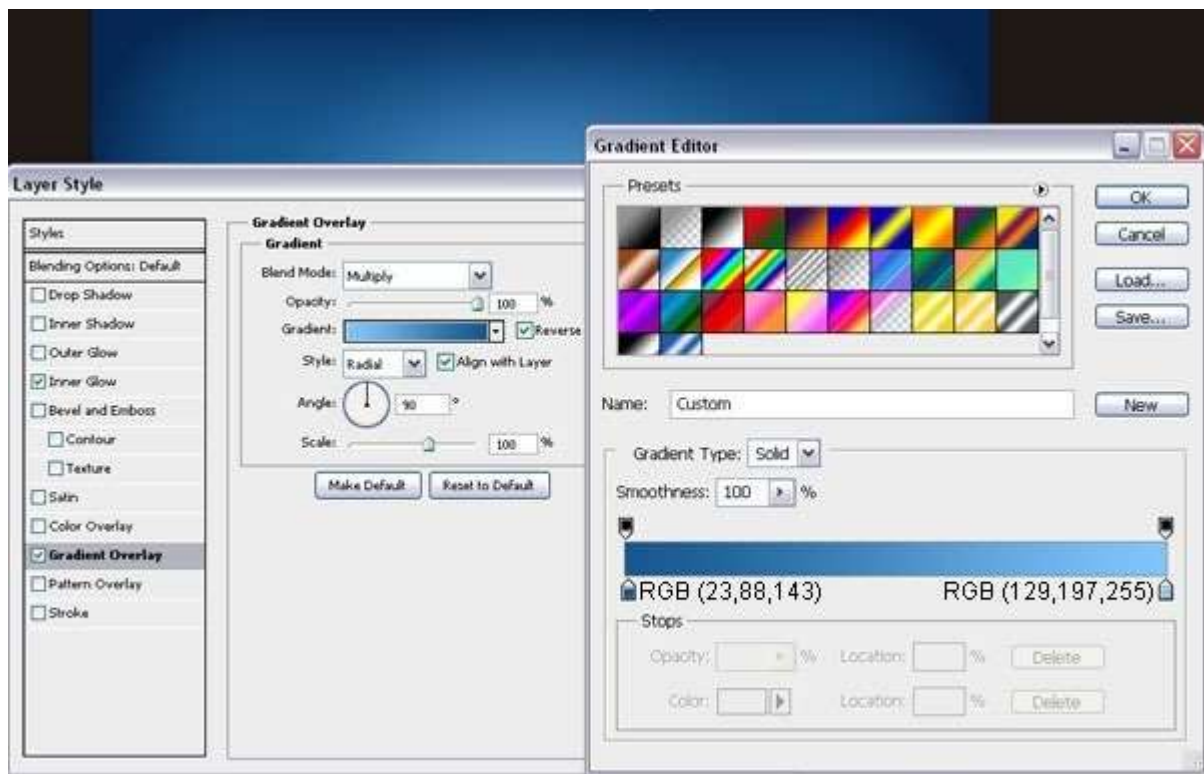 Layer Style
Styles
Blending Options: Default
Drop Shadow
Inner Shadow
Outer Glow
Inner Glow
Bevel and Emboss
Contour
Texture
Satin
Color Overlay
Gradient Overlay
Pattern Overlay
Stroke
Gradient Overlay
Gradient
Blend Mode: Multiply
Opacity: 100 %
Gradient: Reverse
Style: Radial Align with Layer
Angle: 90 °
Scale: 100 %
Make Default Reset to Default
Gradient Editor
Presets
OK
Cancel
Load...
Save...
Name: Custom New
Gradient Type: Solid
Smoothness: 100 %
RGB (23,88,143) RGB (129,197,255)
Stops
Opacity: % Location: % Delete
Color: Location: % Delete